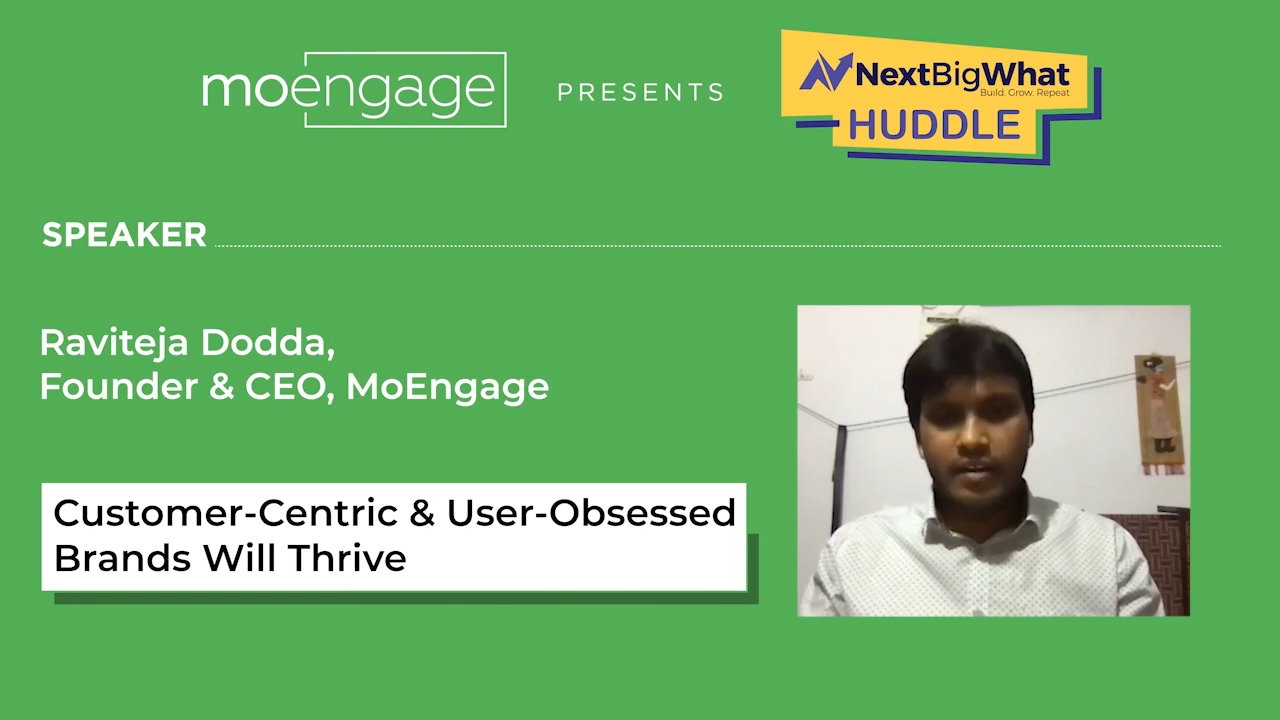 moengage
PRESENTS
NextBigWhat
Build. Grow. Repeat
HUDDLE
SPEAKER
Raviteja Dodda,
Founder & CEO, MoEngage
Customer-Centric & User-Obsessed
Brands Will Thrive